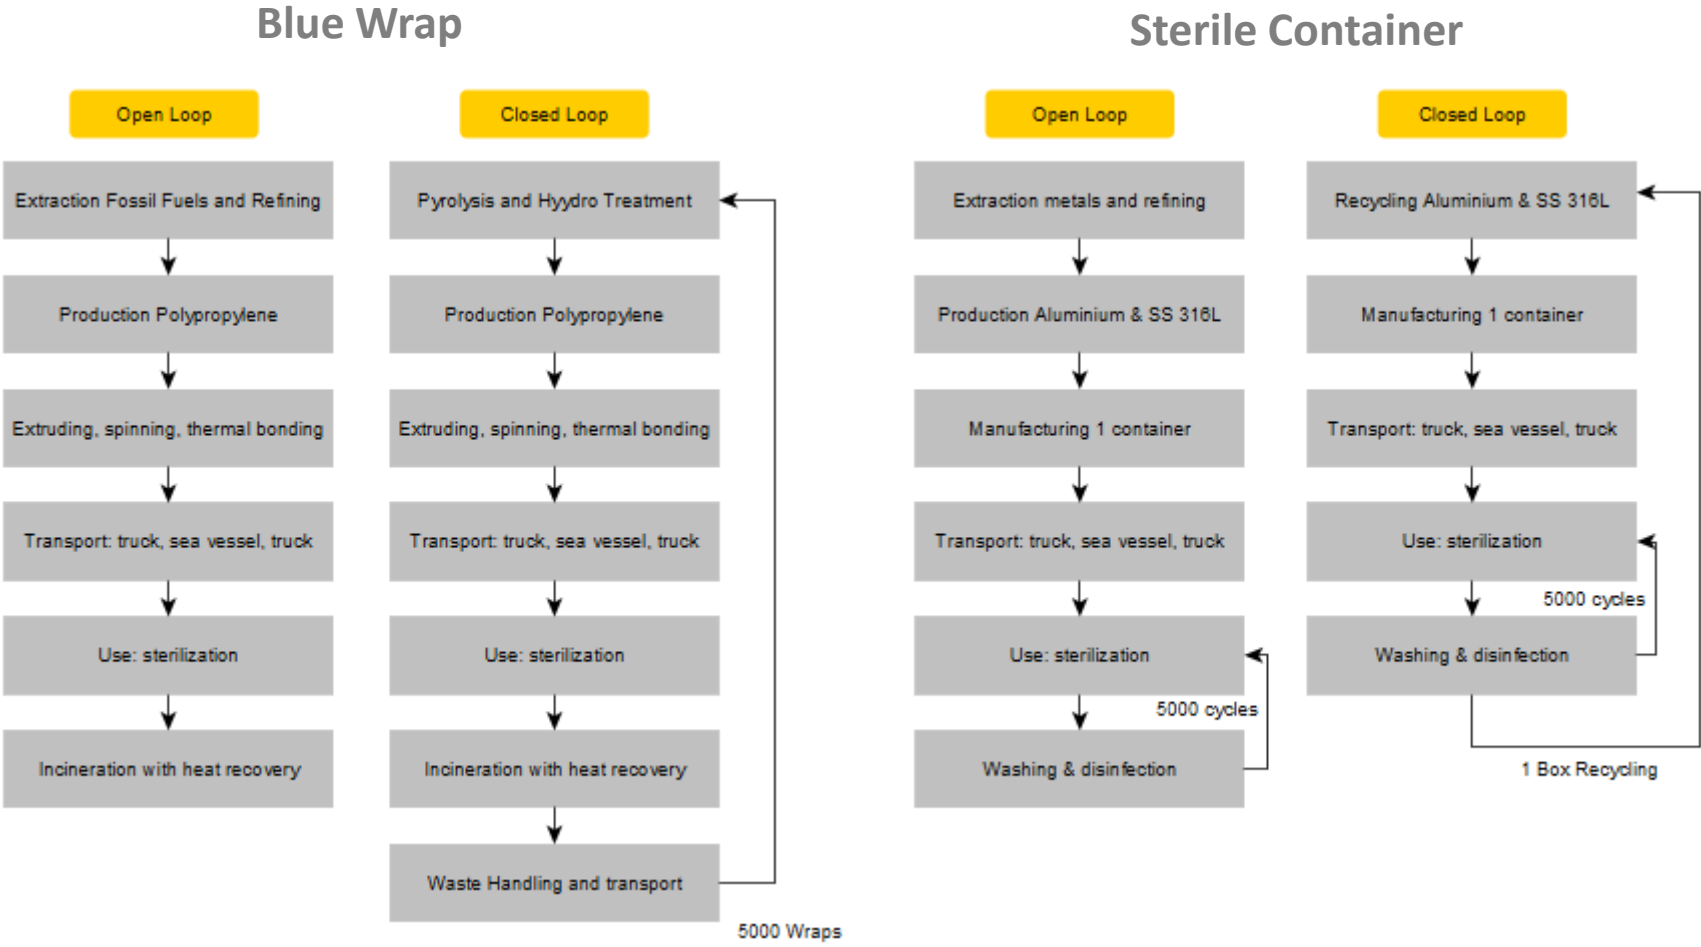 Blue Wrap
Open Loop
Extraction Fossil Fuels and Refining
Production Polypropylene
Extruding, spinning, thermal bonding
Transport: truck, sea vessel, truck
Use: sterilization
Incineration with heat recovery
Closed Loop
Pyrolysis and Hyydro Treatment
Production Polypropylene
Extruding, spinning, thermal bonding
Transport: truck, sea vessel, truck
Use: sterilization
Incineration with heat recovery
Waste Handling and transport
5000 Wraps
Sterile Container
Open Loop
Extraction metals and refining
Production Aluminium & SS 316L
Manufacturing 1 container
Transport: truck, sea vessel, truck
Use: sterilization
5000 cycles
Washing & disinfection
Closed Loop
Recycling Aluminium & SS 316L
Manufacturing 1 container
Transport: truck, sea vessel, truck
Use: sterilization
5000 cycles
Washing & disinfection
1 Box Recycling